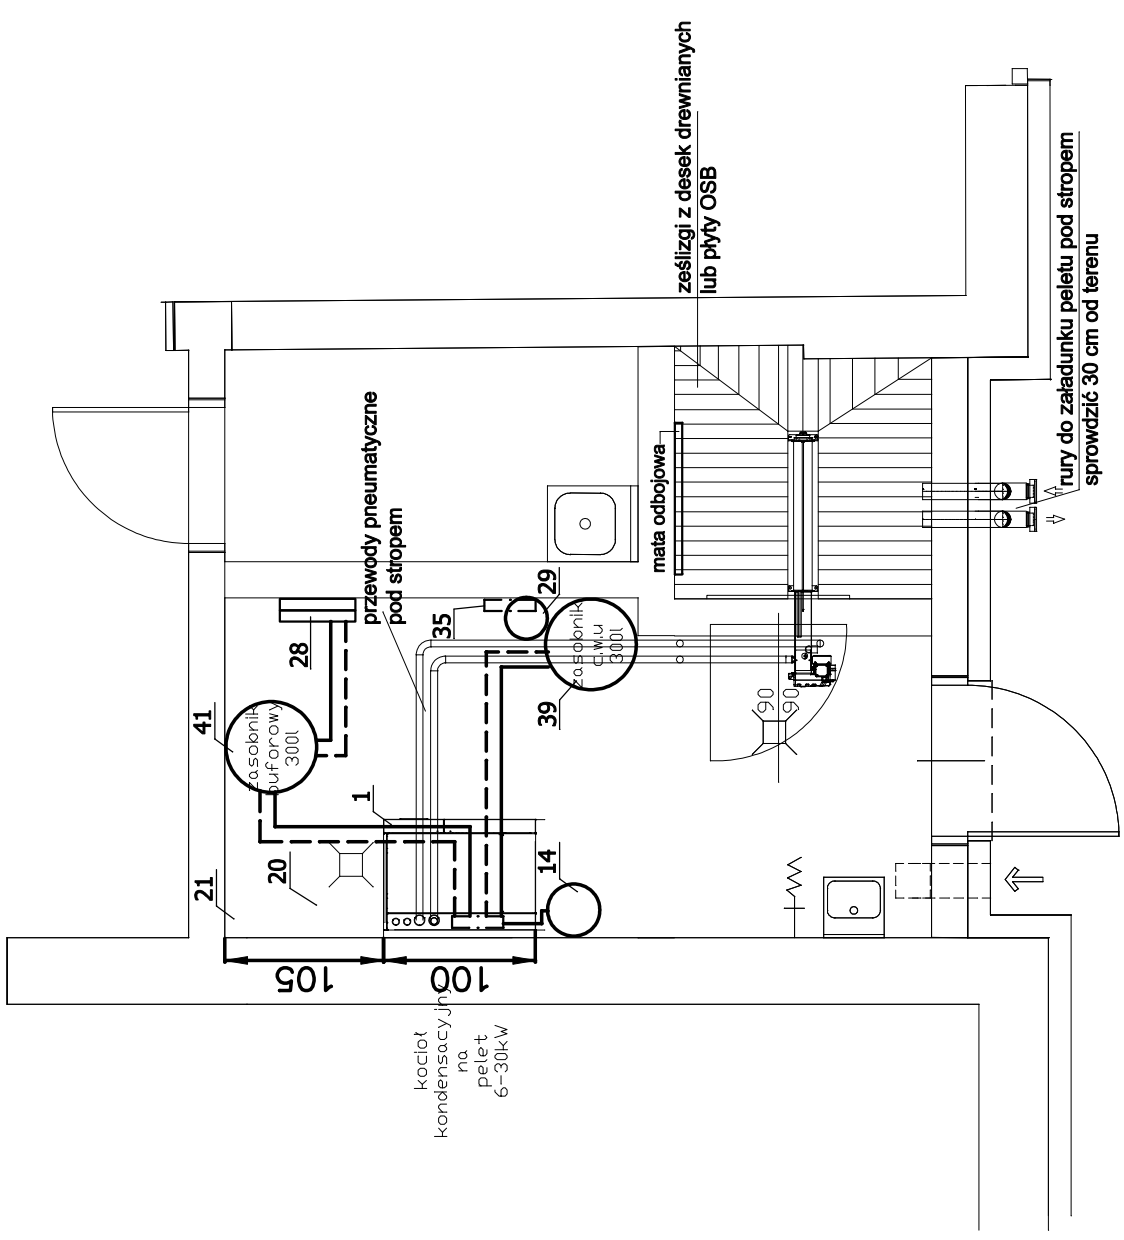 ześlizgi z desek drewnianych
lub płyty OSB
rury do załadunku peletu pod stropem
sprowdzić 30 cm od terenu
przewody pneumatyczne
pod stropem
mata odbojowa
41
28
35
29
39
1
14
20
21
zasobnik
buforowy
300l
zasobnik
c.w.u
300l
90
90
105
100
kocioł
kondensacyjny
na
pelet
6-30kW